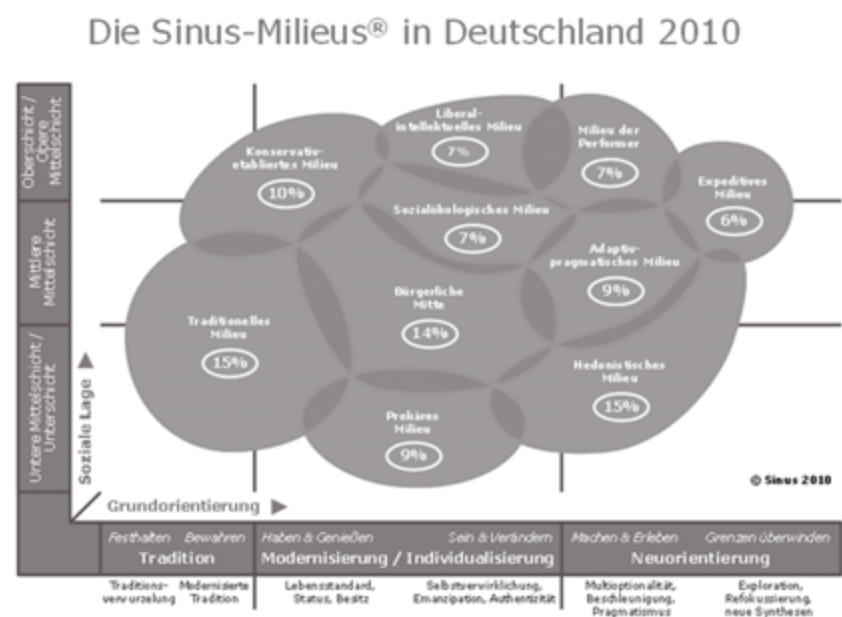 Die Sinus-Milieus® in Deutschland 2010
Oberschicht /
Obere
Mittelschicht
Mittlere
Mittelschicht
Untere Mittelschicht /
Unterschicht
Soziale Lage
Konservativ-
etabliertes Milieu
10%
Liberal-
intellektuelles Milieu
7%
Milieu der
Performer
7%
Expeditives
Milieu
6%
Sozialökologisches Milieu
7%
Adaptiv-
pragmatisches Milieu
9%
Bürgerliche
Mitte
14%
Traditionelles
Milieu
15%
Hedonistisches
Milieu
15%
Prekäres
Milieu
9%
© Sinus 2010
Grundorientierung
Festhalten Bewahren Haben & Genießen Sein & Verändern Machen & Erleben Grenzen überwinden
Tradition Modernisierung / Individualisierung Neuorientierung
Traditions-
verwurzelung
Modernisierte
Tradition
Lebensstandard,
Status, Besitz
Selbstverwirklichung,
Emanzipation, Authentizität
Multioptionalität,
Beschleunigung,
Pragmatismus
Exploration,
Refokussierung,
neue Synthesen